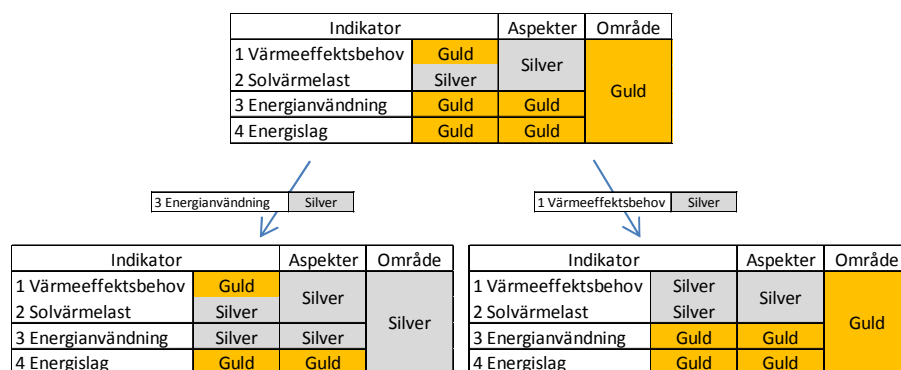 Indikator Aspekter Område
1 Värmeeffektsbehov Guld Silver Guld
2 Solvärmelast Silver
3 Energianvändning Guld Guld
4 Energislag Guld Guld
3 Energianvändning Silver
1 Värmeeffektsbehov Silver
Indikator Aspekter Område
1 Värmeeffektsbehov Guld Silver Silver
2 Solvärmelast Silver
3 Energianvändning Silver Silver
4 Energislag Guld Guld
Indikator Aspekter Område
1 Värmeeffektsbehov Silver Silver Guld
2 Solvärmelast Silver
3 Energianvändning Guld Guld
4 Energislag Guld Guld